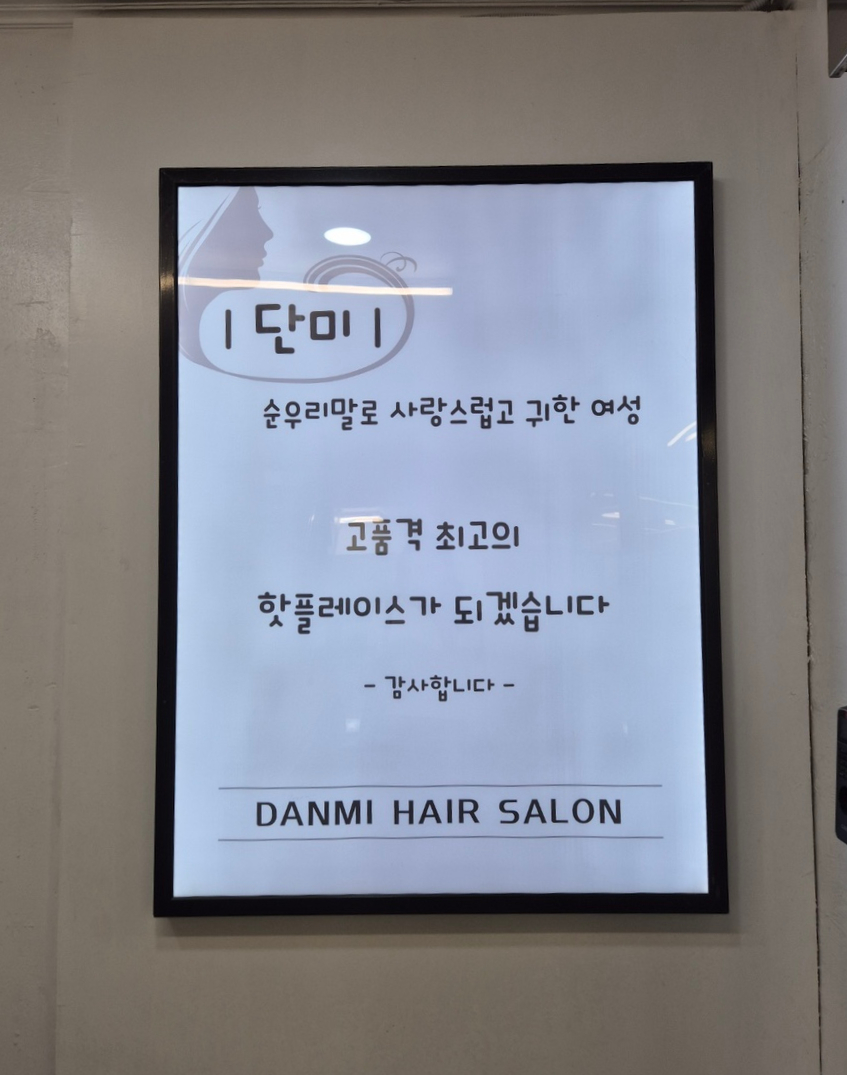 | 단미 |
순우리말로 사랑스럽고 귀한 여성
고품격 최고의
핫플레이스가 되겠습니다
- 감사합니다 -
DANMI HAIR SALON